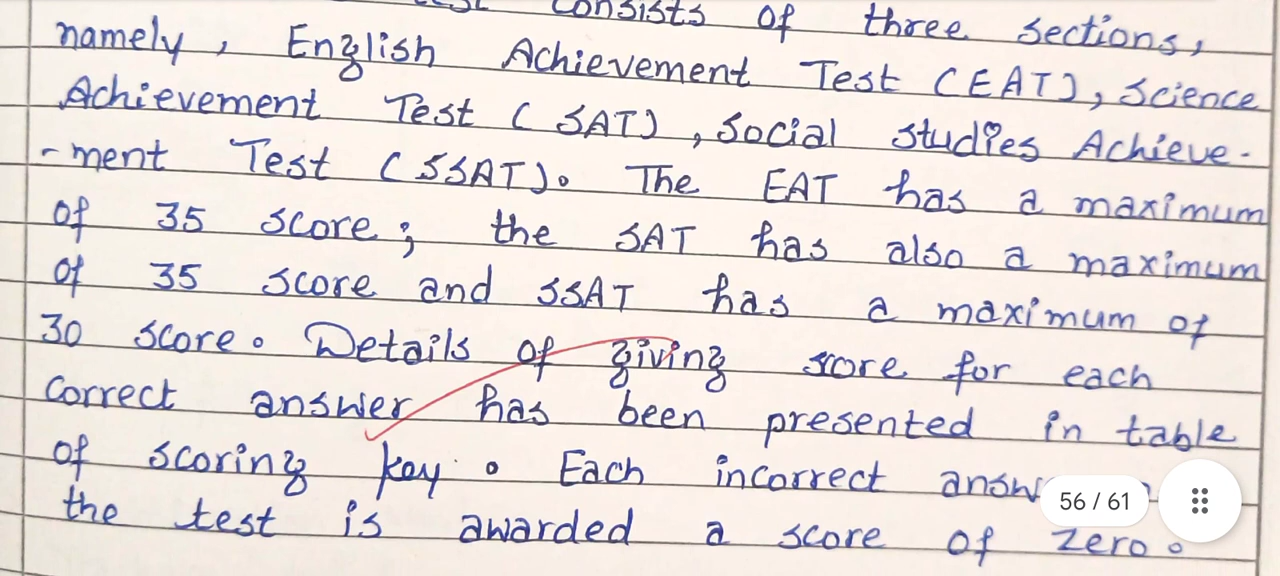 consists of three sections,
namely, English Achievement Test (EAT), Science
Achievement Test (SAT), Social Studies Achieve-
-ment Test (SSAT). The EAT has a maximum
of 35 score; the SAT has also a maximum
of 35 score and SSAT has a maximum of
30 score. Details of giving score for each
correct answer has been presented in table
of scoring key. Each incorrect
the test is awarded a score of zero.
56 / 61